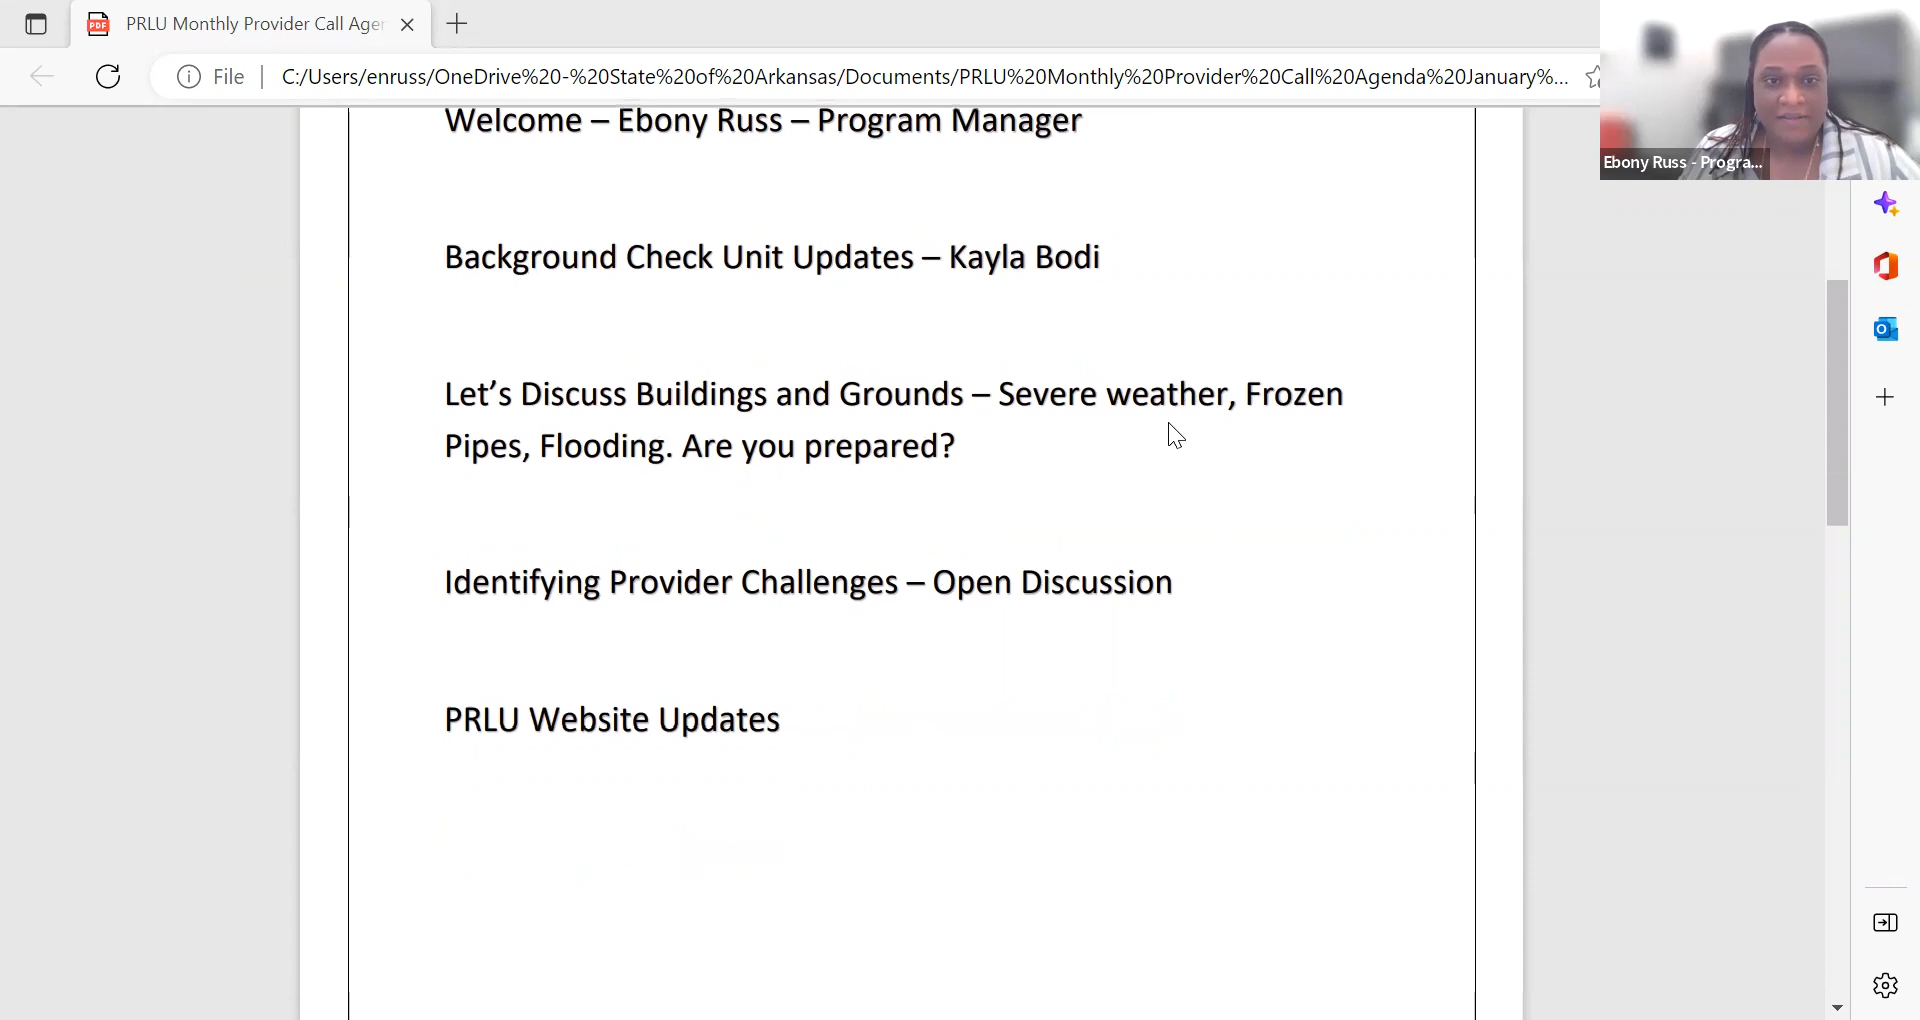 PRLU Monthly Provider Call Age
File
C:/Users/enruss/OneDrive%20-%20State%20of%20Arkansas/Documents/PRLU%20Monthly%20Provider%20Call%20Agenda%20January%...
Ebony Russ - Progra...
Welcome – Ebony Russ – Program Manager
Background Check Unit Updates – Kayla Bodi
Let’s Discuss Buildings and Grounds – Severe weather, Frozen
Pipes, Flooding. Are you prepared?
Identifying Provider Challenges – Open Discussion
PRLU Website Updates